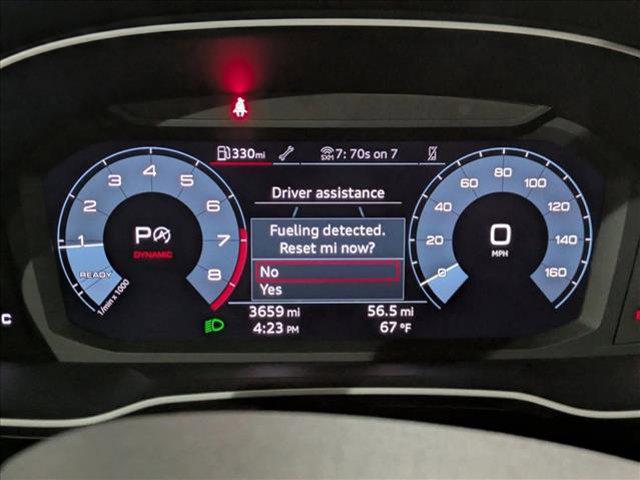 330mi
SXM 7: 70s on 7
Driver assistance
Fueling detected.
Reset mi now?
No
Yes
3659 mi
56.5 mi
4:23 PM
67 °F
1
2
3
4
5
6
7
8
READY
1/min x 1000
P A
DYNAMIC
0
20
40
60
80
100
120
140
160
0
MPH
C